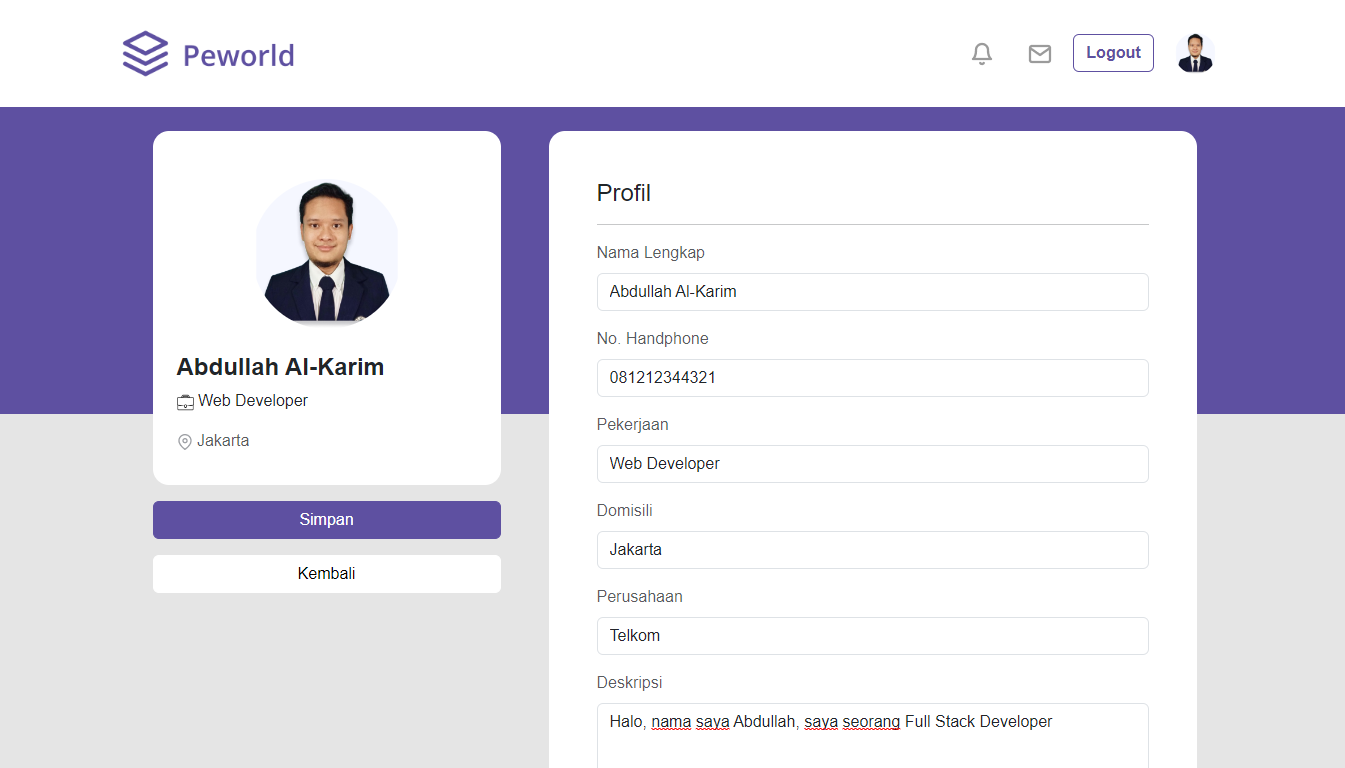 Peworld
Logout
Abdullah Al-Karim
Web Developer
Jakarta
Simpan
Kembali
Profil
Nama Lengkap
Abdullah Al-Karim
No. Handphone
081212344321
Pekerjaan
Web Developer
Domisili
Jakarta
Perusahaan
Telkom
Deskripsi
Halo, nama saya Abdullah, saya seorang Full Stack Developer